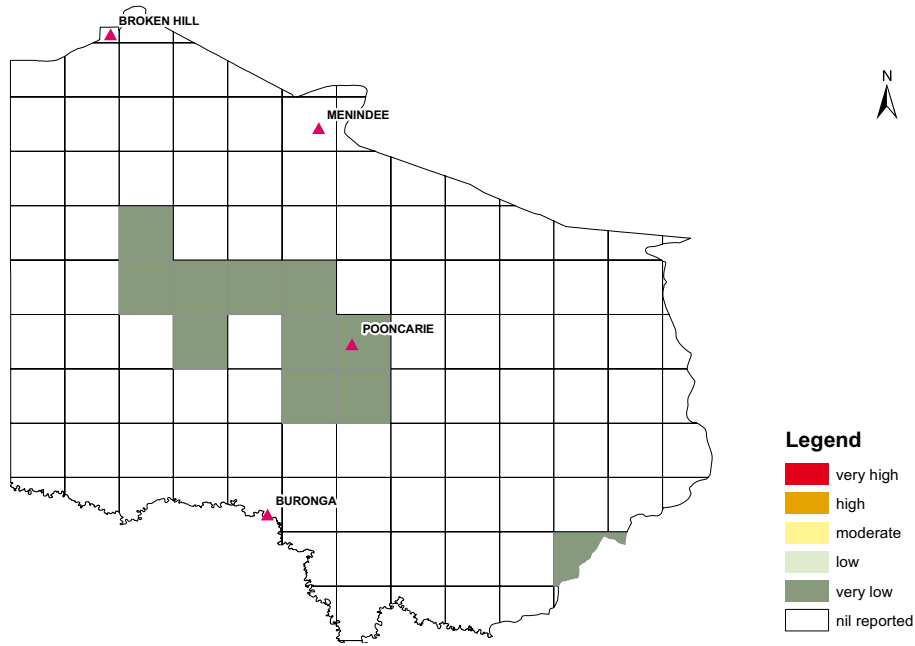 BROKEN HILL
N
MENINDEE
POONCARIE
BURONGA
Legend
very high
high
moderate
low
very low
nil reported